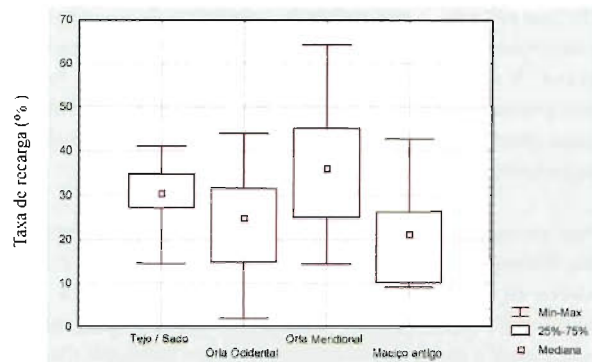 Taxa de recarga (%)
70
60
50
40
30
20
10
0
Tejo / Sado
Orla Ocidental
Orla Meridional
Maciço antigo
Min-Max
25%-75%
Mediana